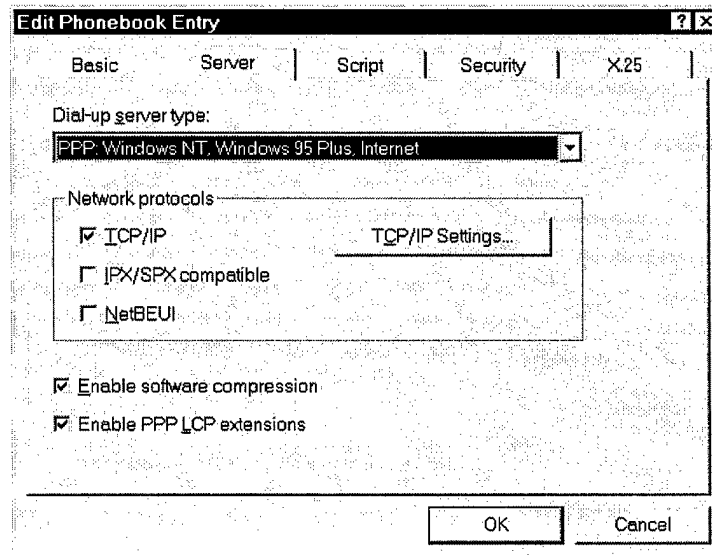 Edit Phonebook Entry ? ×
Basic Server Script Security X.25
Dial-up server type:
PPP: Windows NT, Windows 95 Plus, Internet
Network protocols
TCP/IP TCP/IP Settings...
IPX/SPX compatible
NetBEUI
Enable software compression
Enable PPP LCP extensions
OK Cancel